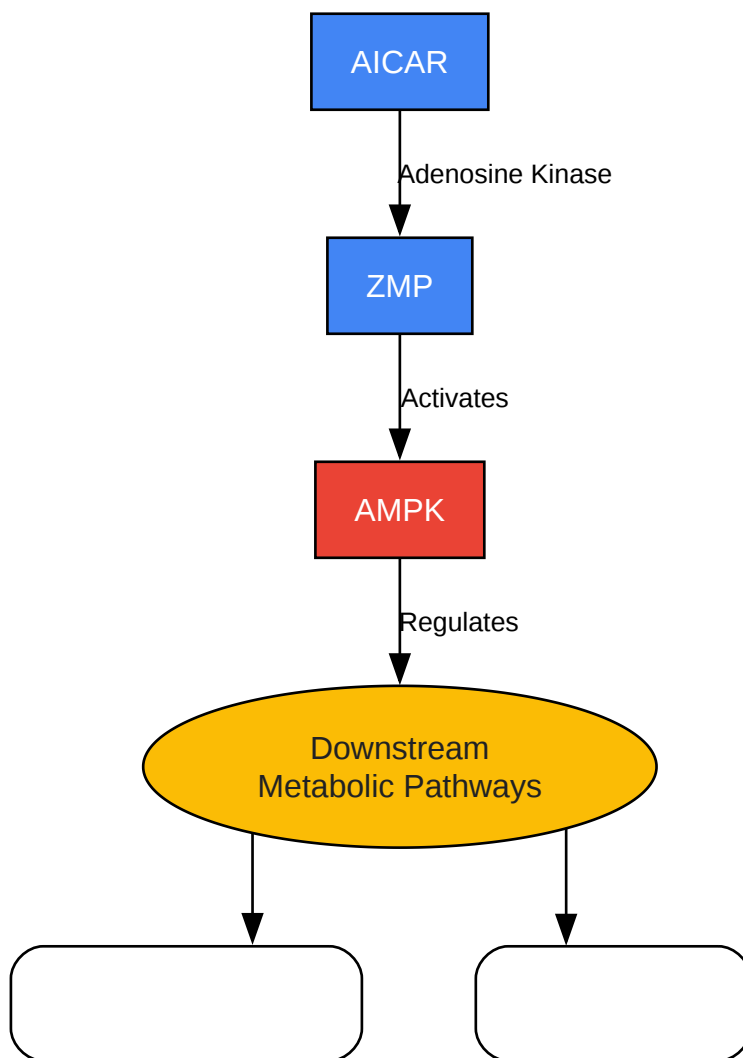 AICAR
Adenosine Kinase
ZMP
Activates
AMPK
Regulates
Downstream
Metabolic Pathways